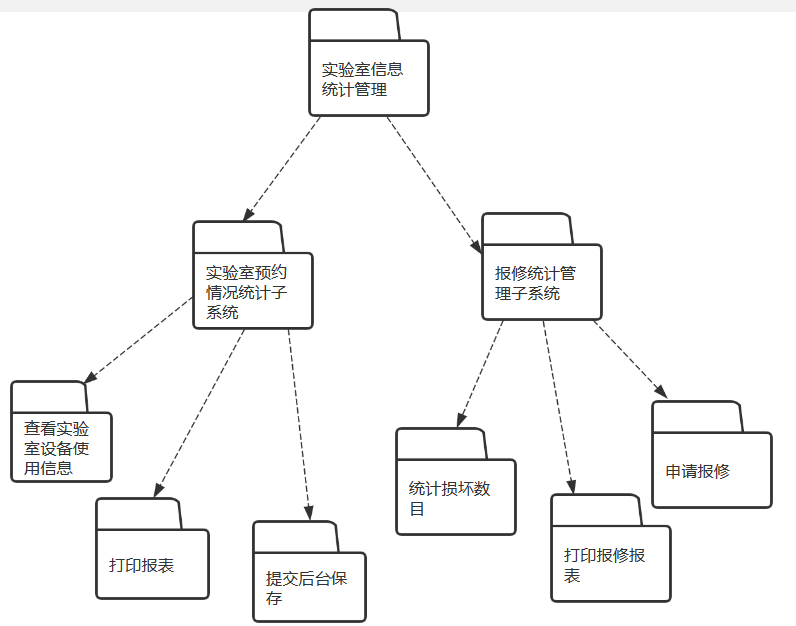 实验室信息
统计管理
实验室预约
情况统计子
系统
报修统计管
理子系统
查看实验
室设备使
用信息
打印报表
提交后台保
存
统计损坏数
目
打印报修报
表
申请报修